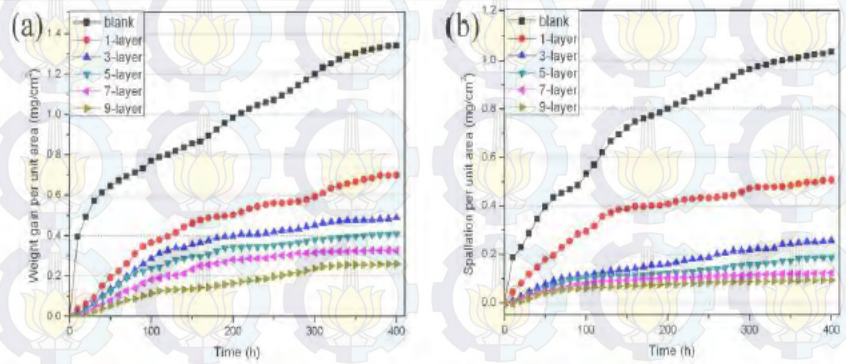 (a)
blank
1-layer
3-layer
5-layer
7-layer
9-layer
Weight gain per unit area (mg/cm²)
1.4
1.2
1.0
0.8
0.6
0.4
0.2
0.0
0
100
200
300
400
Time (h)
(b)
blank
1-layer
3-layer
5-layer
7-layer
9-layer
Spallation per unit area (mg/cm²)
1.2
1.0
0.8
0.6
0.4
0.2
0.0
0
100
200
300
400
Time (h)